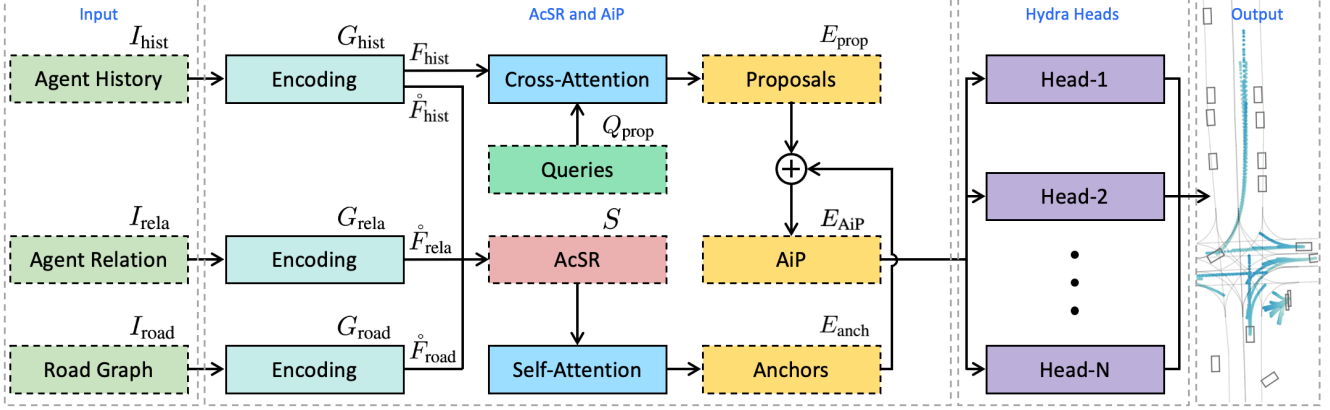 Input
AcSR and AiP
Hydra Heads
Output
I_hist
G_hist
F_hist
E_prop
Agent History
Encoding
Cross-Attention
Proposals
Head-1
F̊_hist
Q_prop
Queries
+
Head-2
I_rela
G_rela
F̊_rela
S
E_AiP
Agent Relation
Encoding
AcSR
AiP
I_road
G_road
F̊_road
E_anch
Road Graph
Encoding
Self-Attention
Anchors
Head-N